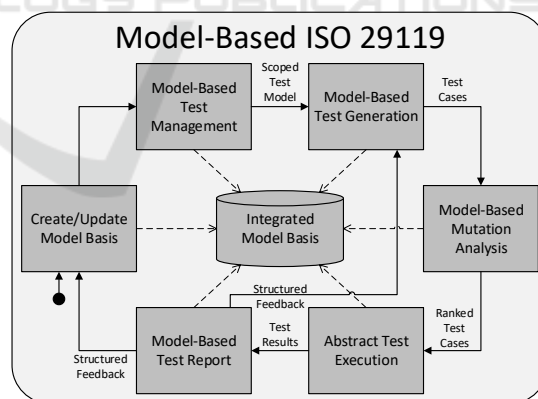 Model-Based ISO 29119
Model-Based
Test
Management
Scoped
Test
Model
Model-Based
Test Generation
Test
Cases
Create/Update
Model Basis
Integrated
Model Basis
Model-Based
Mutation
Analysis
Structured
Feedback
Model-Based
Test Report
Test
Results
Abstract Test
Execution
Ranked
Test
Cases
Structured
Feedback